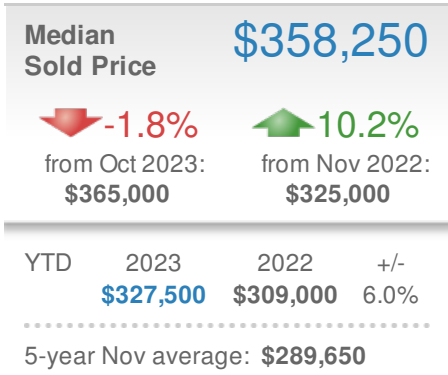 Median
Sold Price
$358,250
-1.8%
from Oct 2023:
$365,000
10.2%
from Nov 2022:
$325,000
YTD 2023 2022 +/-
$327,500 $309,000 6.0%
5-year Nov average: $289,650